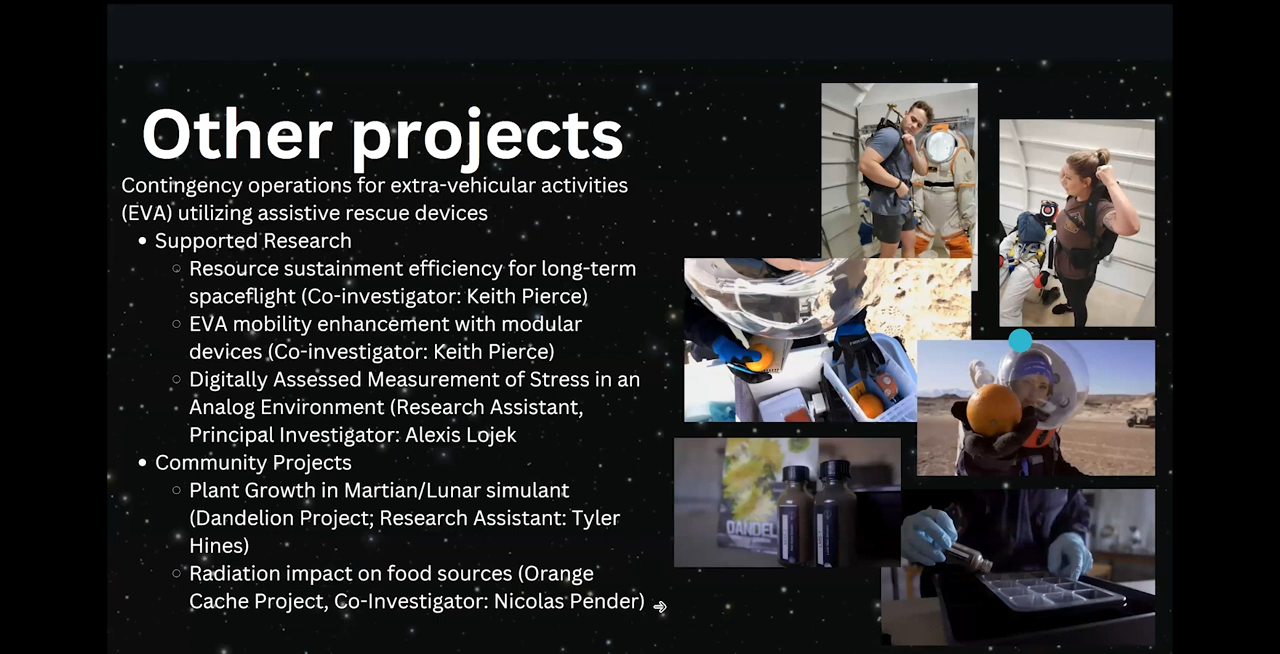 Other projects
Contingency operations for extra-vehicular activities
(EVA) utilizing assistive rescue devices
• Supported Research
○ Resource sustainment efficiency for long-term
spaceflight (Co-investigator: Keith Pierce)
○ EVA mobility enhancement with modular
devices (Co-investigator: Keith Pierce)
○ Digitally Assessed Measurement of Stress in an
Analog Environment (Research Assistant,
Principal Investigator: Alexis Lojek
• Community Projects
○ Plant Growth in Martian/Lunar simulant
(Dandelion Project; Research Assistant: Tyler
Hines)
○ Radiation impact on food sources (Orange
Cache Project, Co-Investigator: Nicolas Pender)
DANDEL